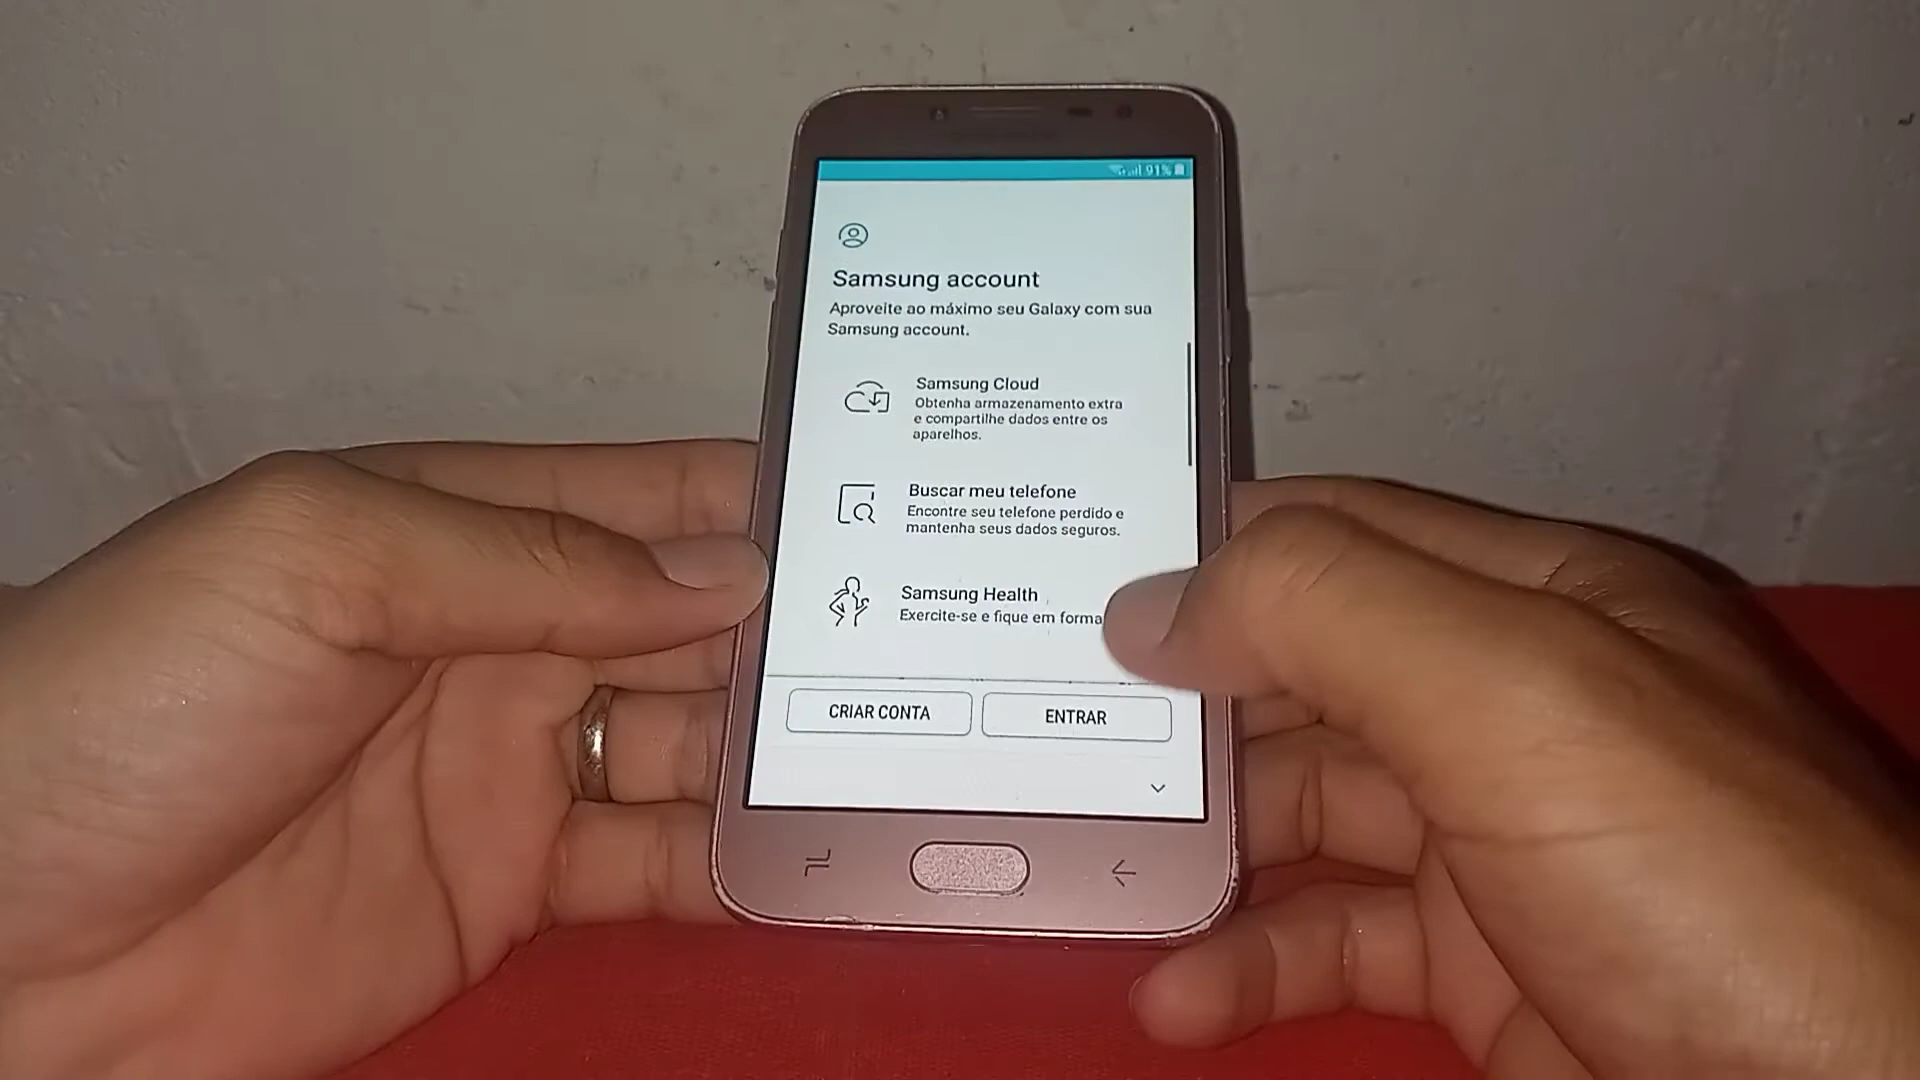 91%
Samsung account
Aproveite ao máximo seu Galaxy com sua
Samsung account.
Samsung Cloud
Obtenha armazenamento extra
e compartilhe dados entre os
aparelhos.
Buscar meu telefone
Encontre seu telefone perdido e
mantenha seus dados seguros.
Samsung Health
Exercite-se e fique em forma
CRIAR CONTA
ENTRAR